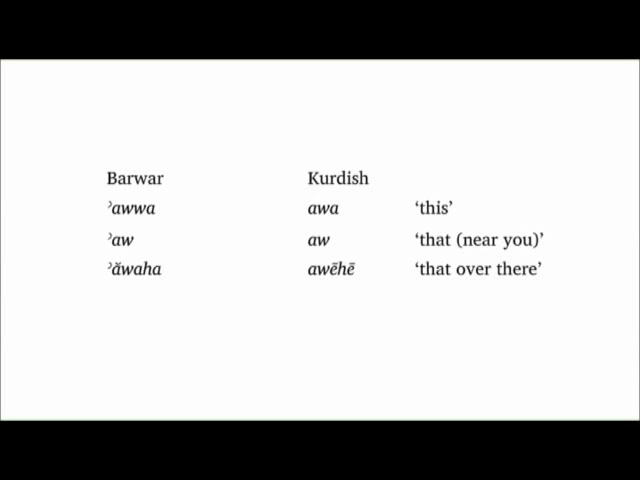 Barwar Kurdish
ʾawwa awa ‘this’
ʾaw aw ‘that (near you)’
ʾăwaha awēhē ‘that over there’